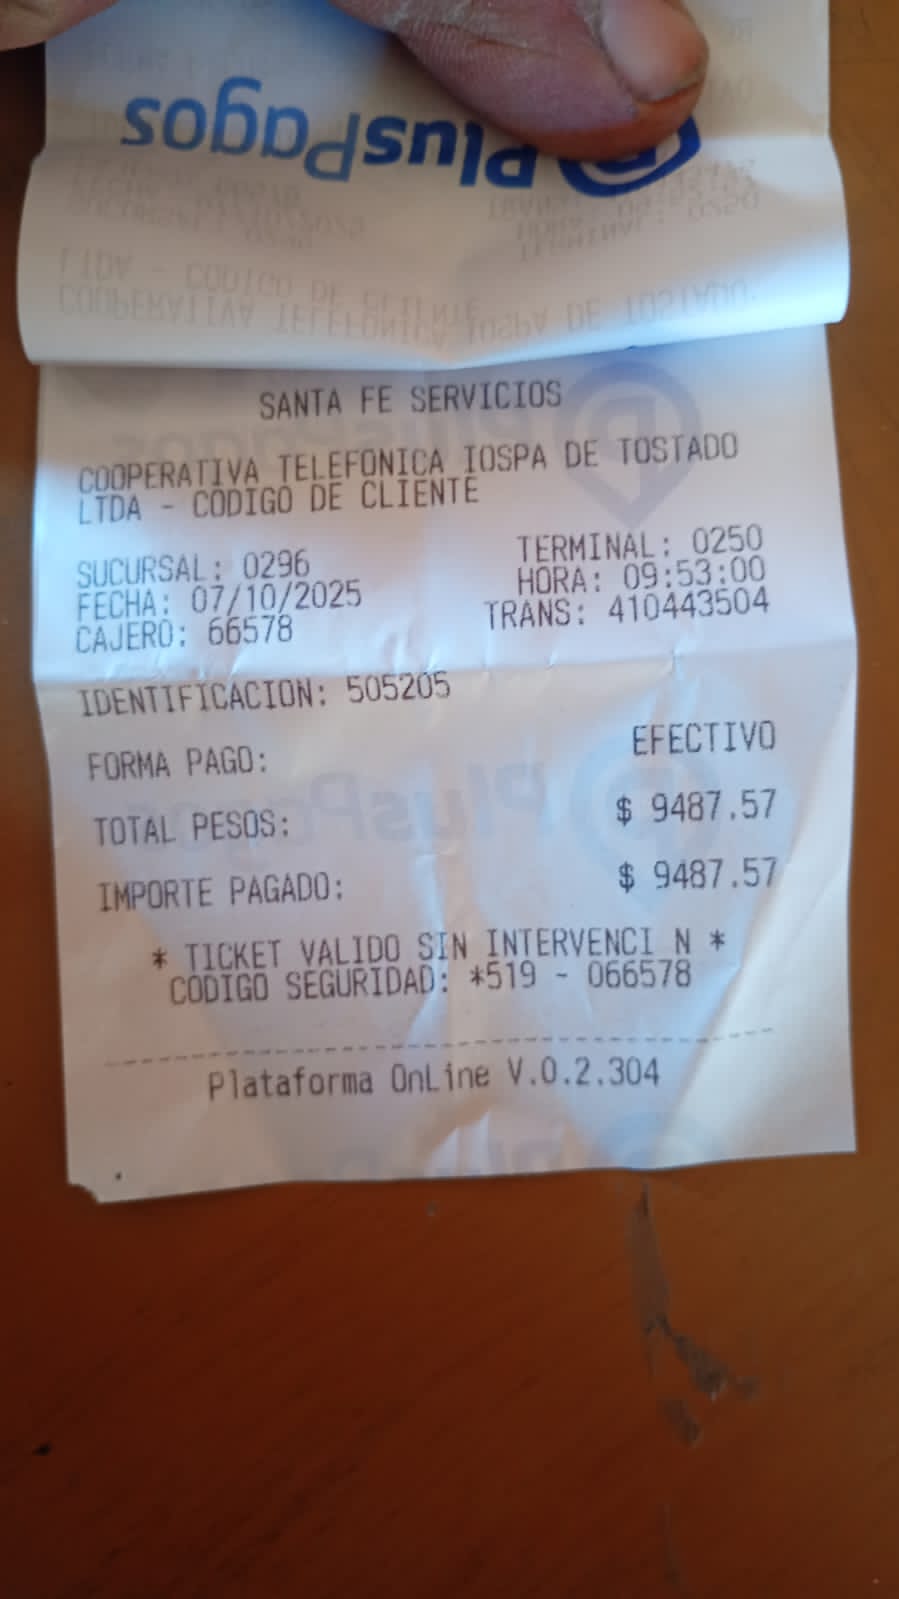 PlusPagos
SANTA FE SERVICIOS
COOPERATIVA TELEFONICA IOSPA DE TOSTADO
LTDA - CODIGO DE CLIENTE
SUCURSAL: 0296 TERMINAL: 0250
FECHA: 07/10/2025 HORA: 09:53:00
CAJERO: 66578 TRANS: 410443504
IDENTIFICACION: 505205
FORMA PAGO: EFECTIVO
TOTAL PESOS: $ 9487.57
IMPORTE PAGADO: $ 9487.57
* TICKET VALIDO SIN INTERVENCI N *
CODIGO SEGURIDAD: *519 - 066578
Plataforma OnLine V.0.2.304